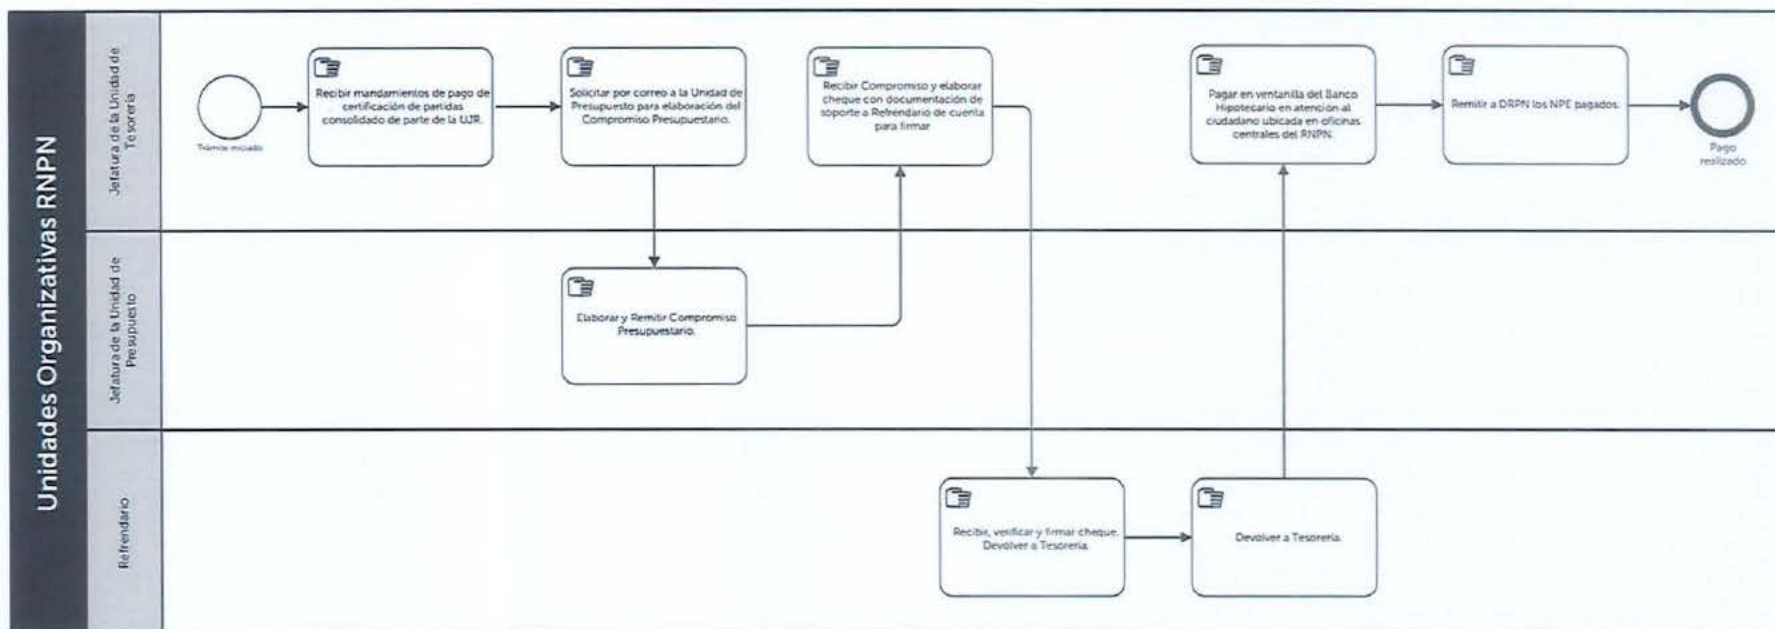 Unidades Organizativas RNPN
Jefatura de la Unidad de
Tesorería
Trámite iniciado
Recibir mandamientos de pago de
certificación de partidas
consolidado de parte de la UJR.
Solicitar por correo a la Unidad de
Presupuesto para elaboración del
Compromiso Presupuestario.
Recibir Compromiso y elaborar
cheque con documentación de
soporte a Refrendario de cuenta
para firmar
Pagar en ventanilla del Banco
Hipotecario en atención al
ciudadano ubicada en oficinas
centrales del RNPN.
Remitir a DRPN los NPE pagados.
Pago
realizado
Jefatura de la Unidad de
Presupuesto
Elaborar y Remitir Compromiso
Presupuestario.
Refrendario
Recibir, verificar y firmar cheque.
Devolver a Tesorería.
Devolver a Tesorería.